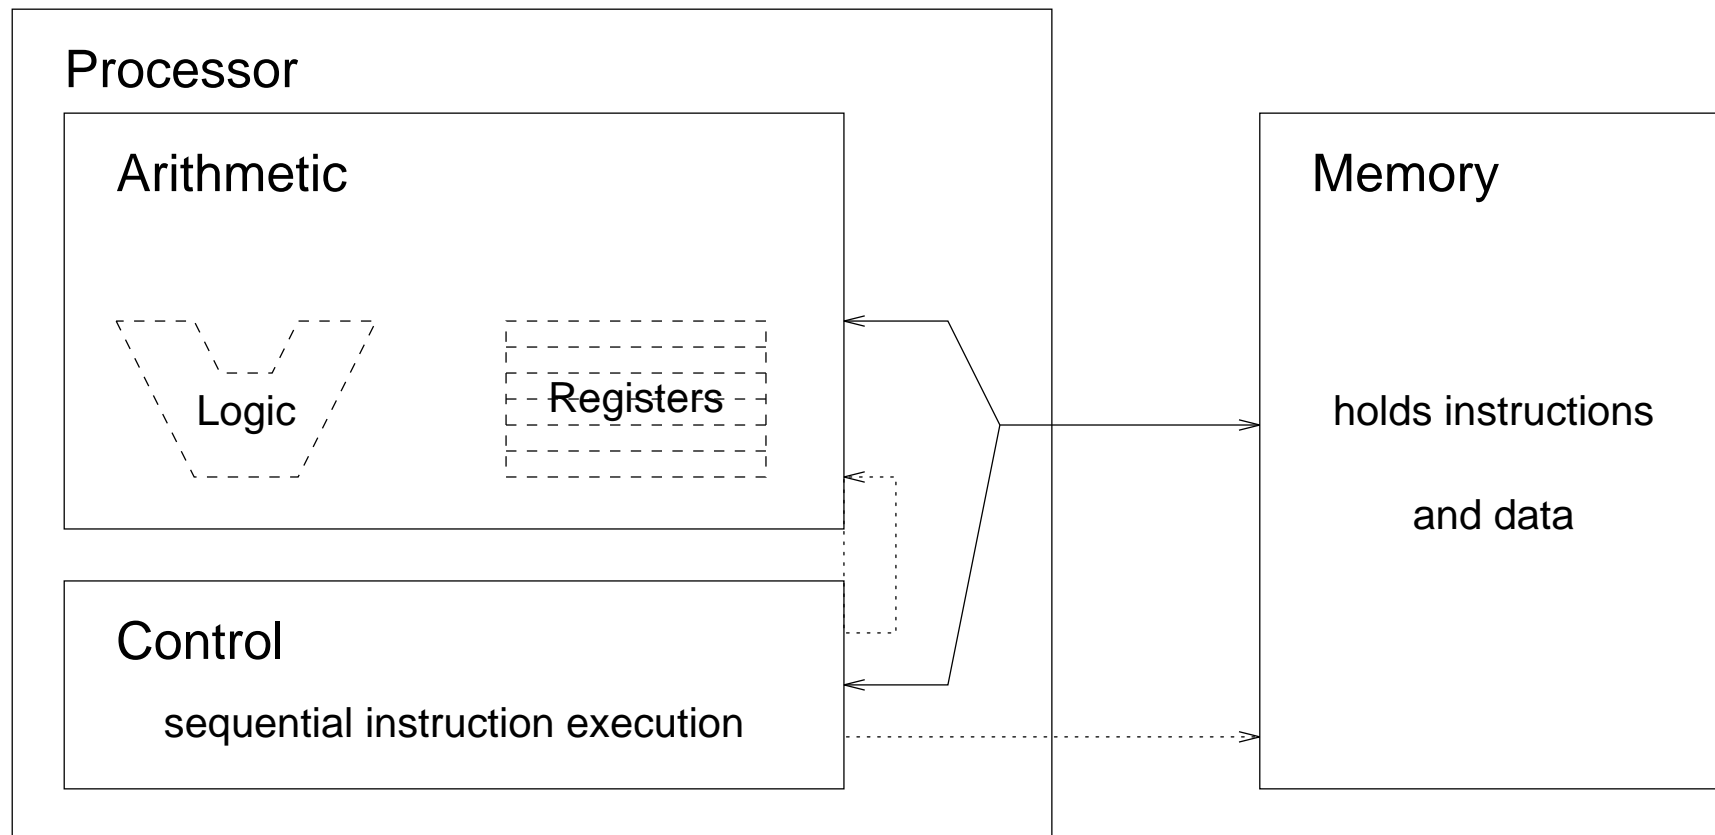 Processor
Arithmetic
Logic
Registers
Control
sequential instruction execution
Memory
holds instructions
and data